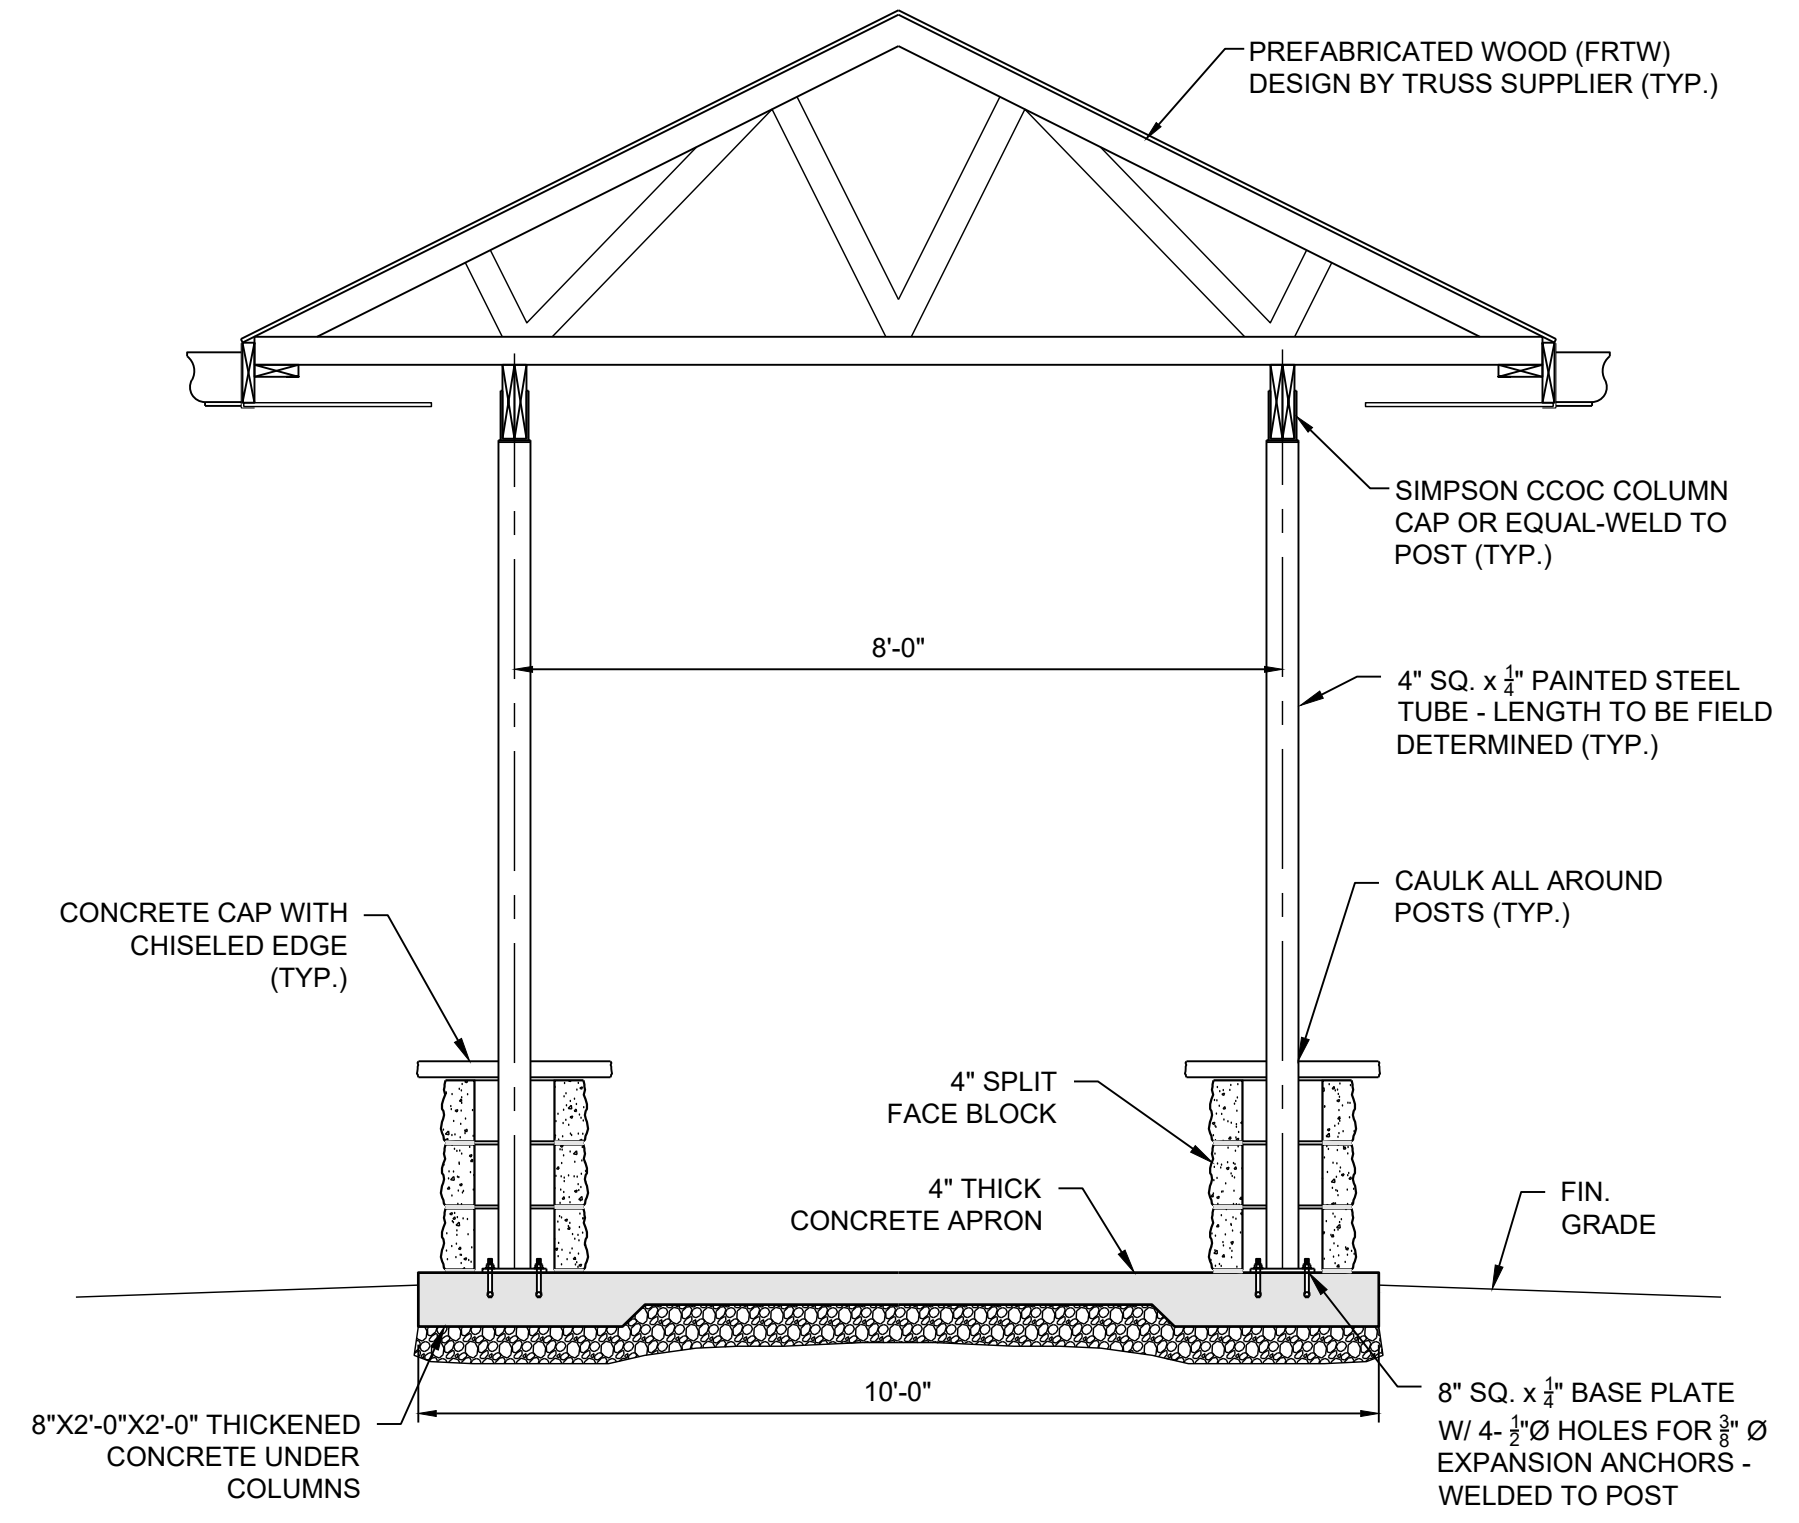 PREFABRICATED WOOD (FRTW)
DESIGN BY TRUSS SUPPLIER (TYP.)
SIMPSON CCOC COLUMN
CAP OR EQUAL-WELD TO
POST (TYP.)
8'-0"
4" SQ. x 1/4" PAINTED STEEL
TUBE - LENGTH TO BE FIELD
DETERMINED (TYP.)
CAULK ALL AROUND
POSTS (TYP.)
CONCRETE CAP WITH
CHISELED EDGE
(TYP.)
4" SPLIT
FACE BLOCK
4" THICK
CONCRETE APRON
FIN.
GRADE
10'-0"
8"X2'-0"X2'-0" THICKENED
CONCRETE UNDER
COLUMNS
8" SQ. x 1/4" BASE PLATE
W/ 4- 1/2"Ø HOLES FOR 3/8" Ø
EXPANSION ANCHORS -
WELDED TO POST